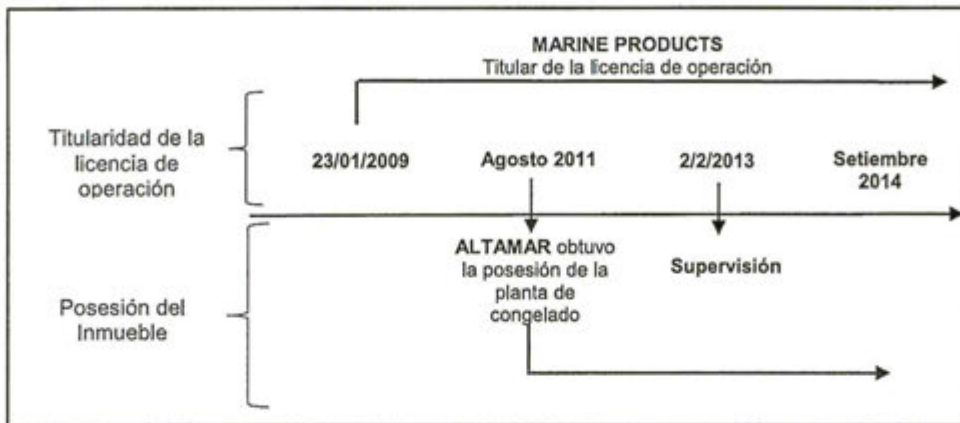 MARINE PRODUCTS
Titular de la licencia de operación
Titularidad de la
licencia de
operación
23/01/2009
Agosto 2011
2/2/2013
Setiembre
2014
ALTAMAR obtuvo
la posesión de la
planta de
congelado
Supervisión
Posesión del
Inmueble